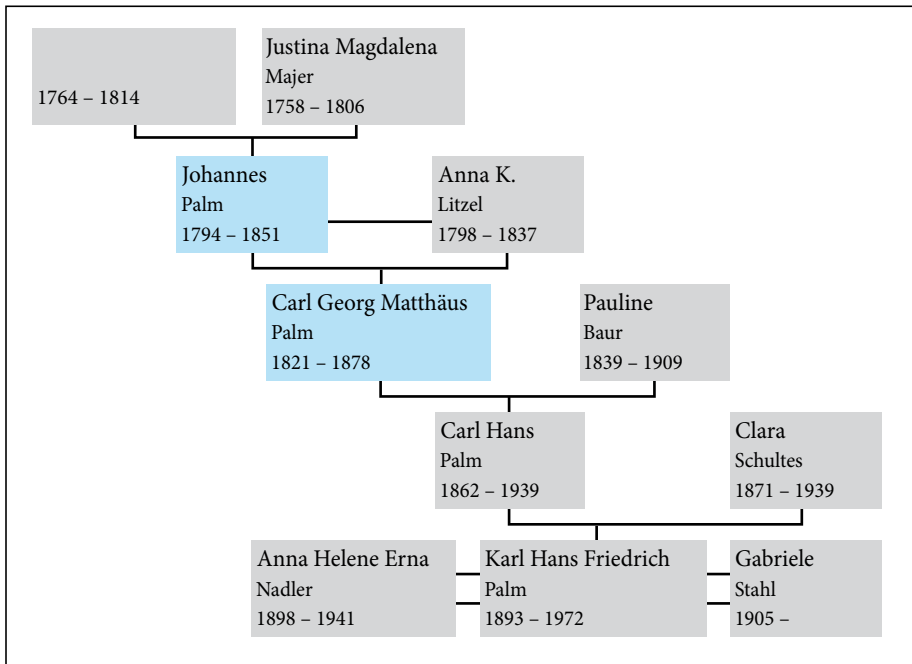 1764 – 1814
Justina Magdalena
Majer
1758 – 1806
Johannes
Palm
1794 – 1851
Anna K.
Litzel
1798 – 1837
Carl Georg Matthäus
Palm
1821 – 1878
Pauline
Baur
1839 – 1909
Carl Hans
Palm
1862 – 1939
Clara
Schultes
1871 – 1939
Anna Helene Erna
Nadler
1898 – 1941
Karl Hans Friedrich
Palm
1893 – 1972
Gabriele
Stahl
1905 –